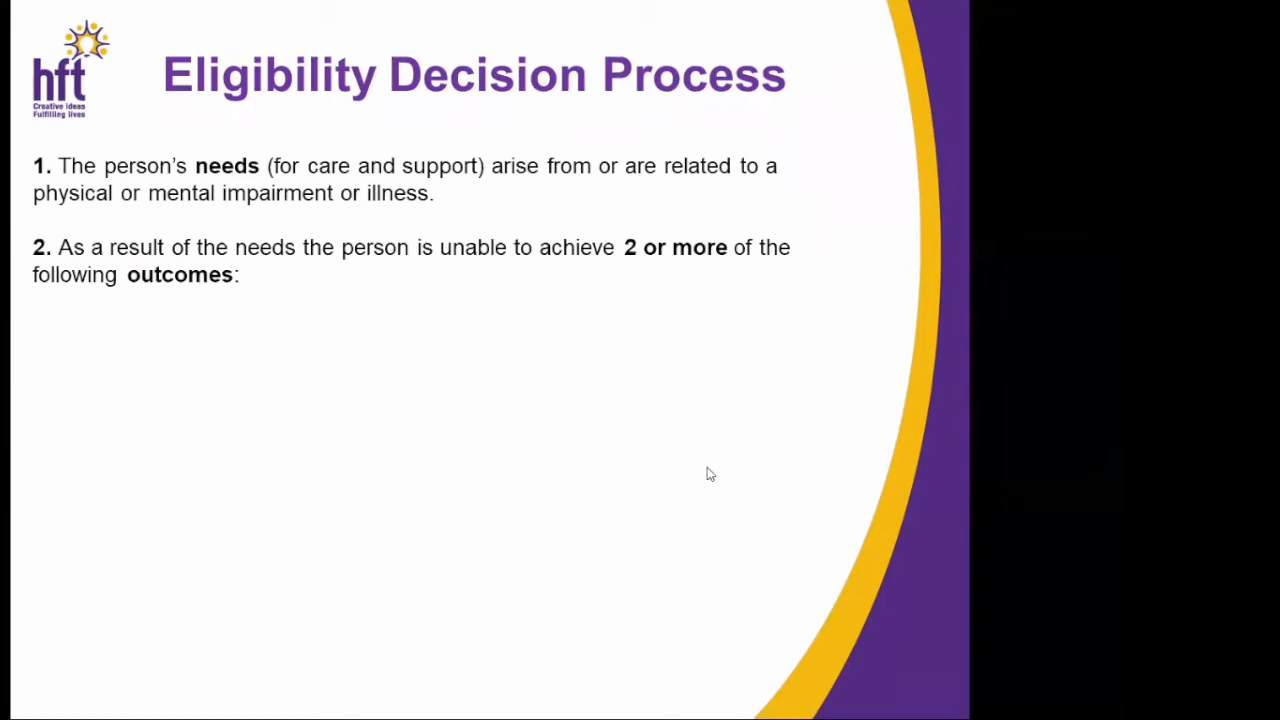 hft
Creative Ideas
Fulfilling lives
Eligibility Decision Process
1. The person's needs (for care and support) arise from or are related to a
physical or mental impairment or illness.
2. As a result of the needs the person is unable to achieve 2 or more of the
following outcomes: